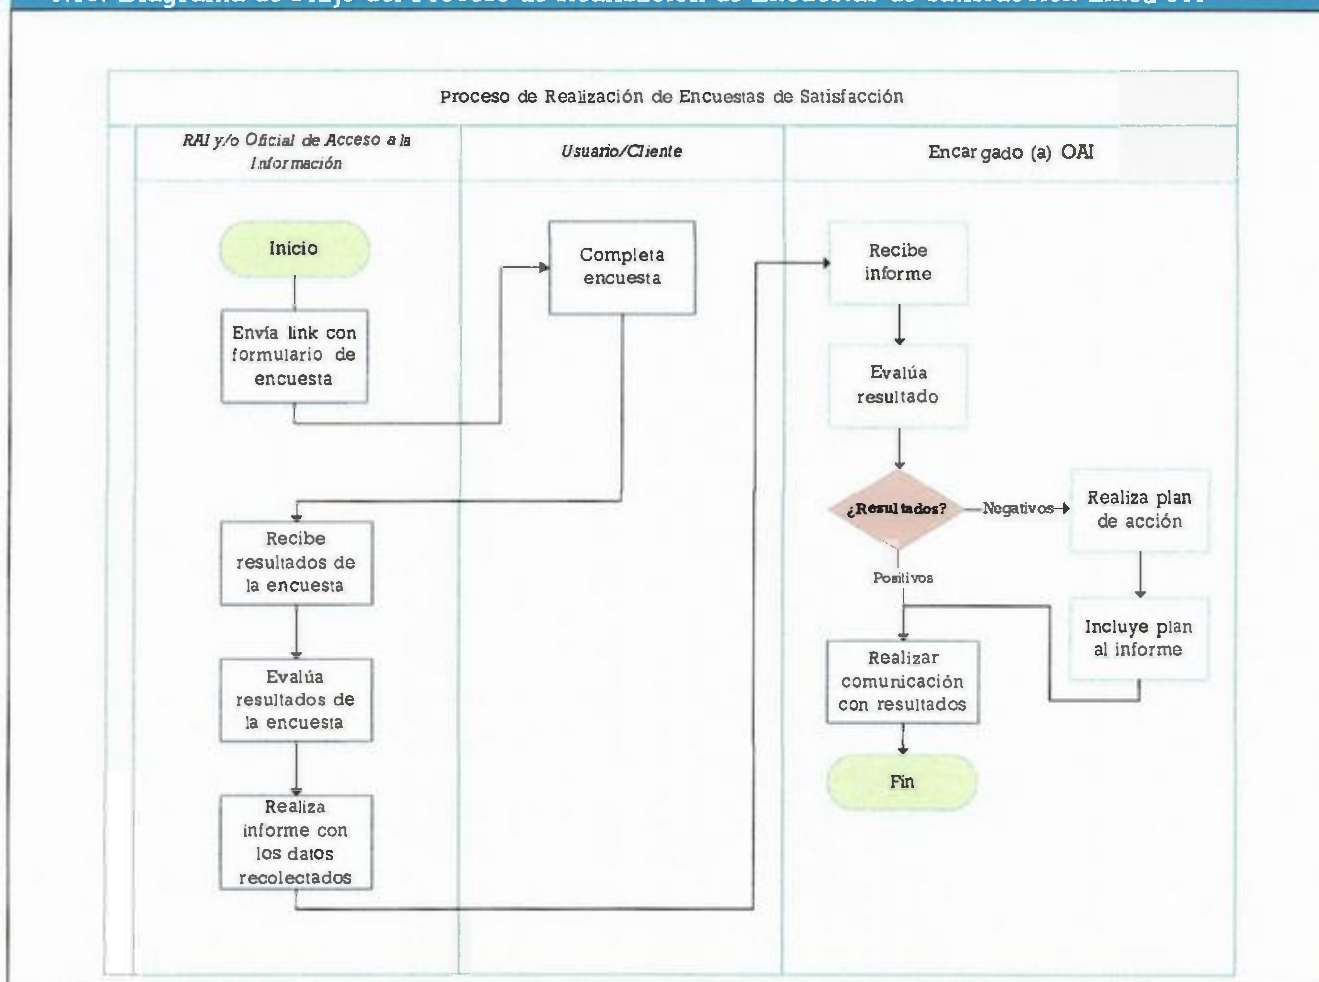 Proceso de Realización de Encuestas de Satisfacción
RAI y/o Oficial de Acceso a la
Información
Usuario/Cliente
Encargado (a) OAI
Inicio
Envía link con
formulario de
encuesta
Completa
encuesta
Recibe
resultados de
la encuesta
Evalúa
resultados de
la encuesta
Realiza
informe con
los datos
recolectados
Recibe
informe
Evalúa
resultado
¿Resultados?
Negativos
Realiza plan
de acción
Incluye plan
al informe
Positivos
Realizar
comunicación
con resultados
Fin